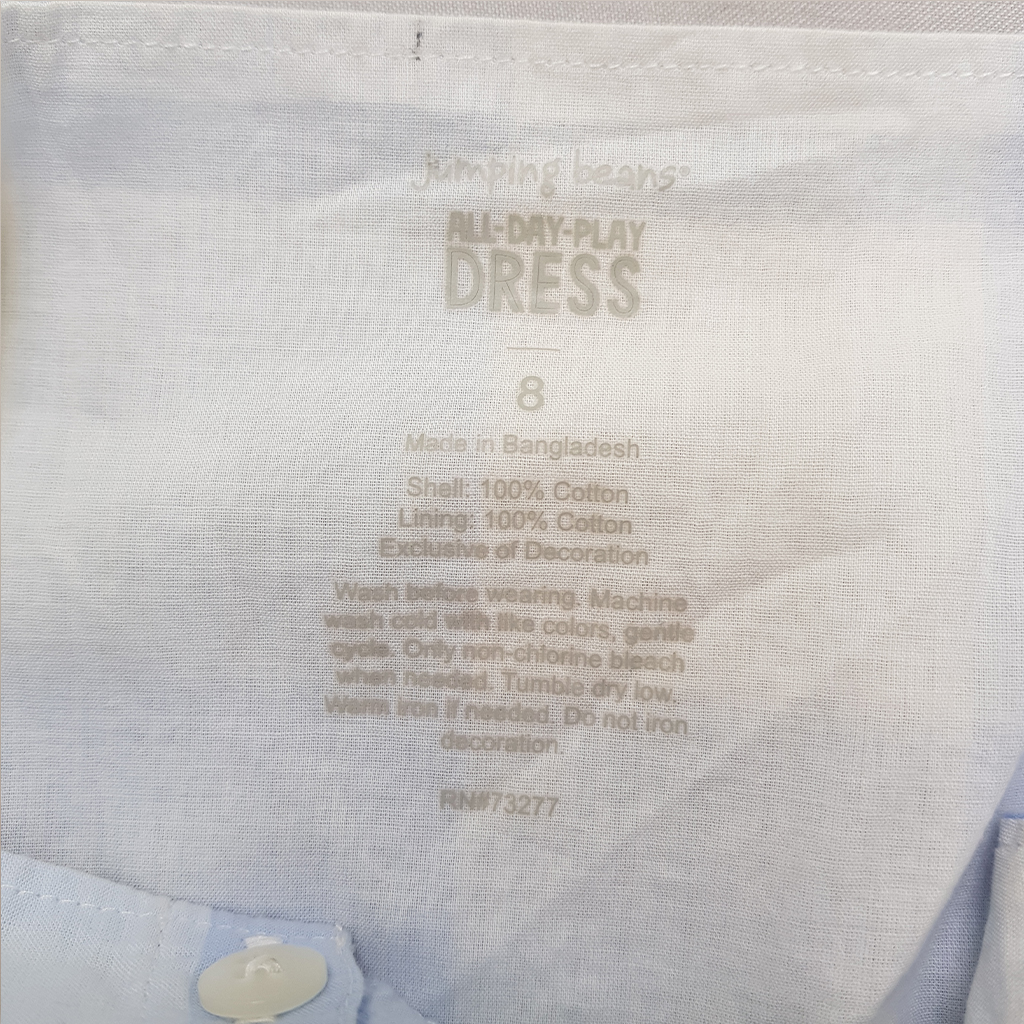 jumping beans®
ALL-DAY-PLAY
DRESS
8
Made in Bangladesh
Shell: 100% Cotton
Lining: 100% Cotton
Exclusive of Decoration
Wash before wearing. Machine
wash cold with like colors, gentle
cycle. Only non-chlorine bleach
when needed. Tumble dry low.
Warm iron if needed. Do not iron
decoration.
RN#73277